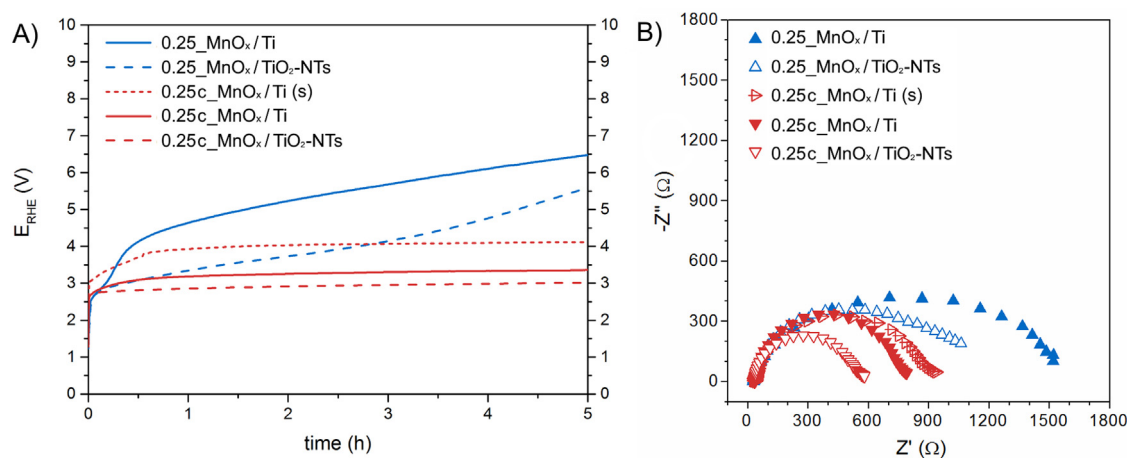 A)
10
9
8
7
6
5
4
3
2
1
0
E_RHE (V)
0.25_MnOₓ/Ti
0.25_MnOₓ/TiO₂-NTs
0.25c_MnOₓ/Ti (s)
0.25c_MnOₓ/Ti
0.25c_MnOₓ/TiO₂-NTs
10
9
8
7
6
5
4
3
2
1
0
0 1 2 3 4 5
time (h)
B)
-1800
-1500
-1200
-900
-600
-300
0
-Z'' (Ω)
0.25_MnOₓ/Ti
0.25_MnOₓ/TiO₂-NTs
0.25c_MnOₓ/Ti (s)
0.25c_MnOₓ/Ti
0.25c_MnOₓ/TiO₂-NTs
0 300 600 900 1200 1500 1800
Z' (Ω)